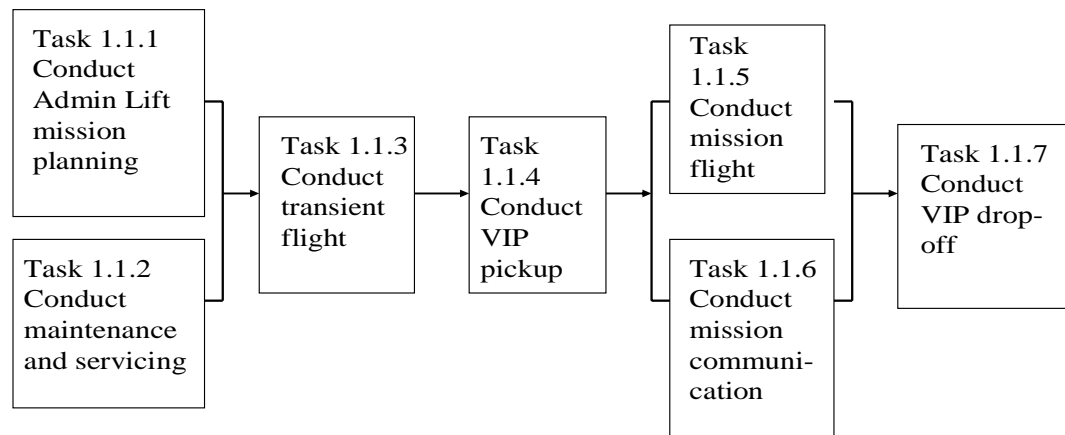 Task 1.1.1
Conduct
Admin Lift
mission
planning
Task 1.1.2
Conduct
maintenance
and servicing
Task 1.1.3
Conduct
transient
flight
Task
1.1.4
Conduct
VIP
pickup
Task
1.1.5
Conduct
mission
flight
Task 1.1.6
Conduct
mission
communi-
cation
Task 1.1.7
Conduct
VIP drop-
off